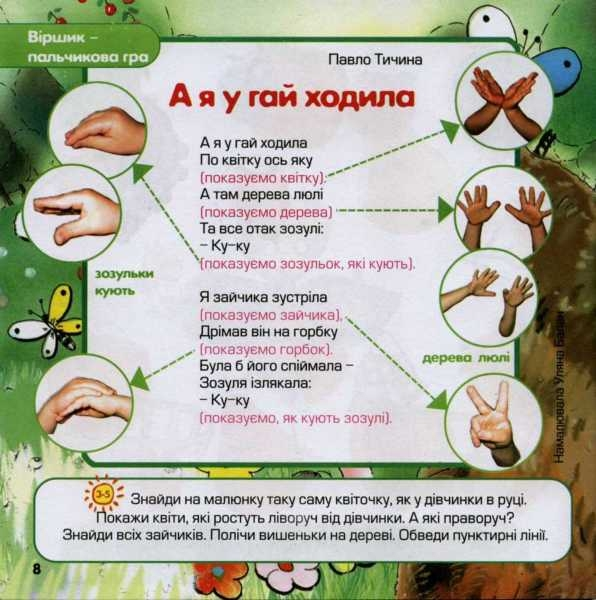 Віршик –
пальчикова гра
Павло Тичина
А я у гай ходила
А я у гай ходила
По квітку ось яку
(показуємо квітку).
А там дерева люлі
(показуємо дерева)
Та все отак зозулі:
– Ку-ку
(показуємо зозульок, які кують).
зозульки
кують
Я зайчика зустріла
(показуємо зайчика),
Дрімав він на горбку
(показуємо горбок).
Була б його спіймала –
Зозуля ізлякала:
– Ку-ку
(показуємо, як кують зозулі).
дерева люлі
Намалювала Уляна Балан
3-5
Знайди на малюнку таку саму квіточку, як у дівчинки в руці.
Покажи квіти, які ростуть ліворуч від дівчинки. А які праворуч?
Знайди всіх зайчиків. Полічи вишеньки на дереві. Обведи пунктирні лінії.
8